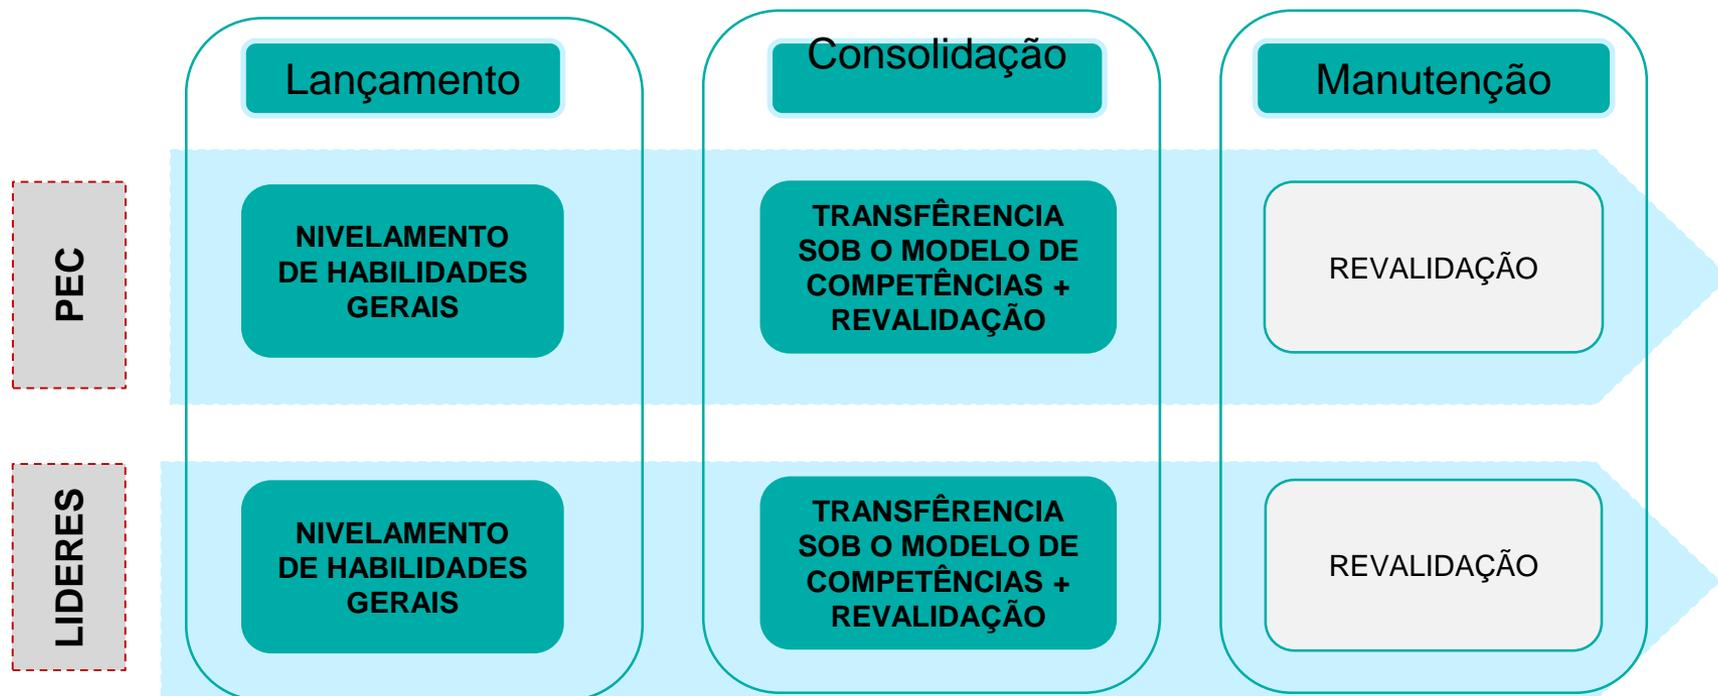 Lançamento
Consolidação
Manutenção
PEC
NIVELAMENTO
DE HABILIDADES
GERAIS
TRANSFÊRENCIA
SOB O MODELO DE
COMPETÊNCIAS +
REVALIDAÇÃO
REVALIDAÇÃO
LIDERES
NIVELAMENTO
DE HABILIDADES
GERAIS
TRANSFÊRENCIA
SOB O MODELO DE
COMPETÊNCIAS +
REVALIDAÇÃO
REVALIDAÇÃO